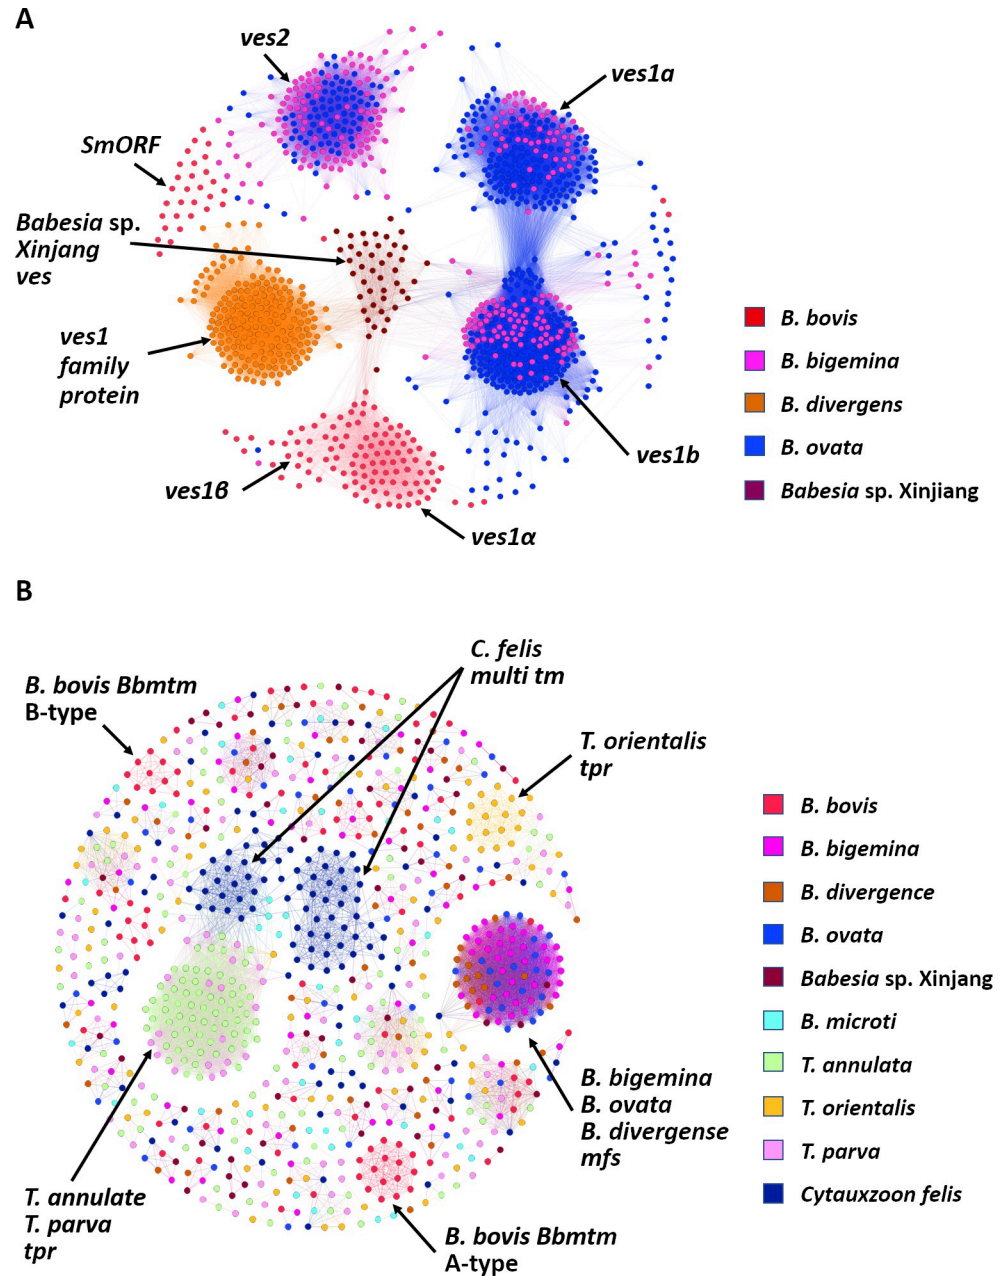 A
ves2
ves1a
SmORF
Babesia sp.
Xinjang
ves
ves1
family
protein
ves1β
ves1α
ves1b
B. bovis
B. bigemina
B. divergens
B. ovata
Babesia sp. Xinjiang
B
C. felis
multi tm
B. bovis Bbmtm
B-type
T. orientalis
tpr
B. bovis
B. bigemina
B. divergence
B. ovata
Babesia sp. Xinjang
B. microti
T. annulata
T. orientalis
T. parva
Cytauxzoon felis
B. bigemina
B. ovata
B. divergense
mfs
T. annulate
T. parva
tpr
B. bovis Bbmtm
A-type